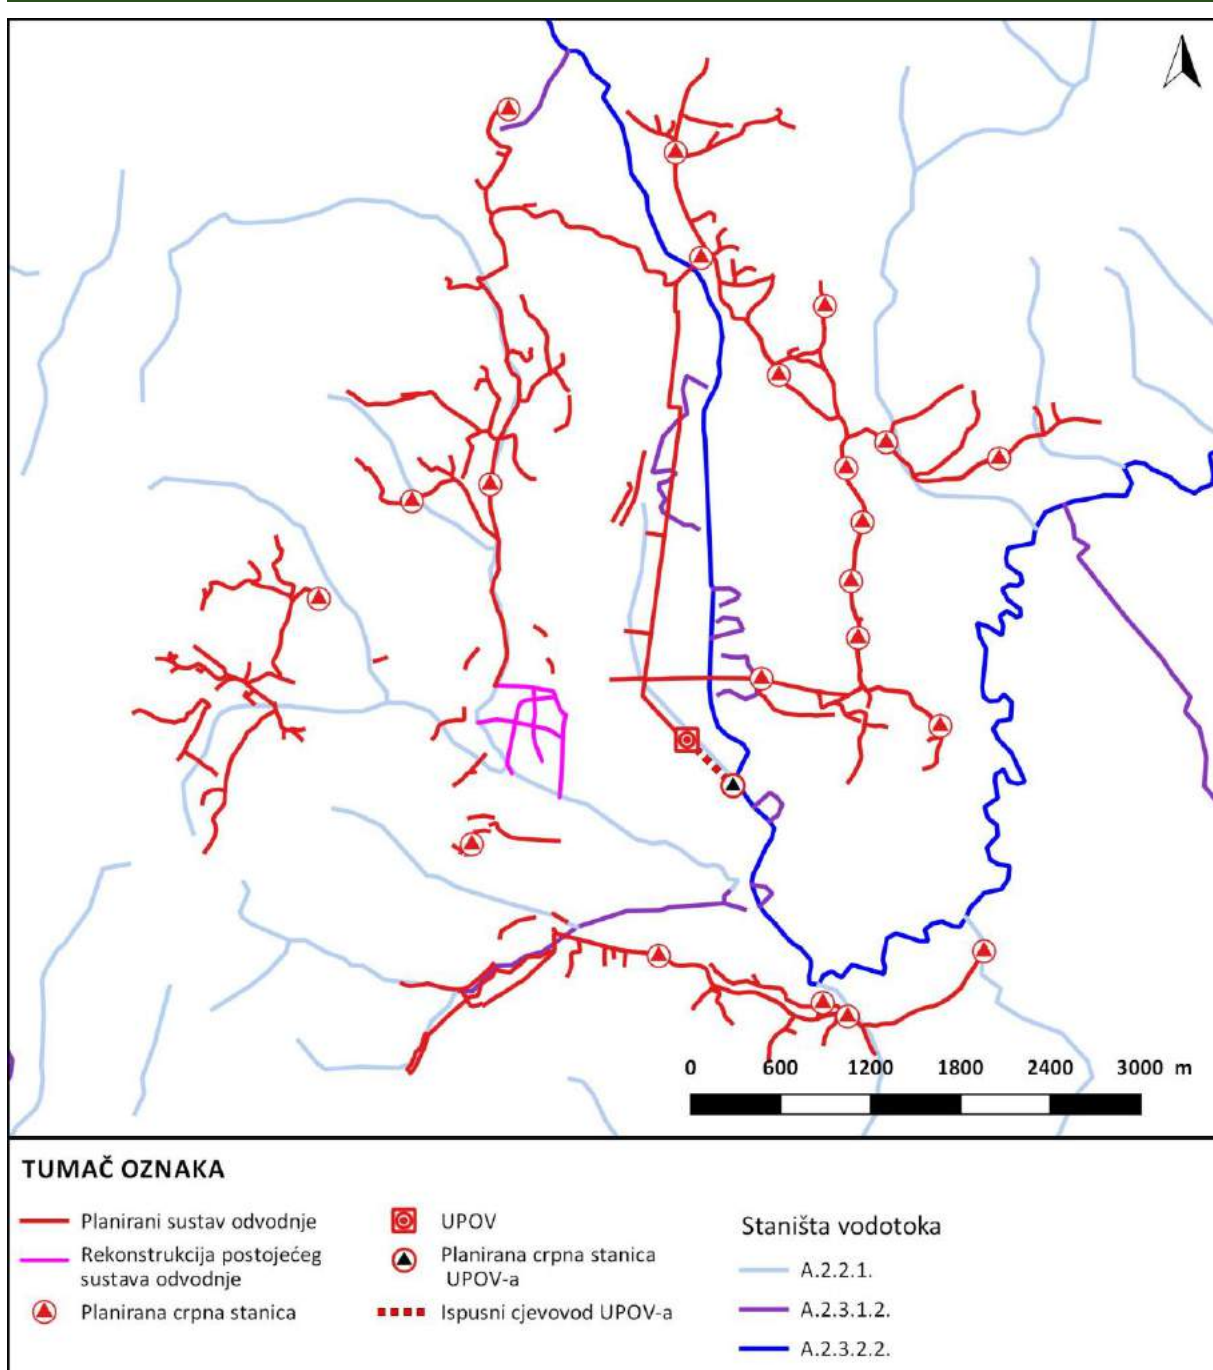 0 600 1200 1800 2400 3000 m
TUMAČ OZNAKA
Planirani sustav odvodnje
Rekonstrukcija postojećeg
sustava odvodnje
Planirana crpna stanica
UPOV
Planirana crpna stanica
UPOV-a
Ispusni cjevovod UPOV-a
Staništa vodotoka
A.2.2.1.
A.2.3.1.2.
A.2.3.2.2.